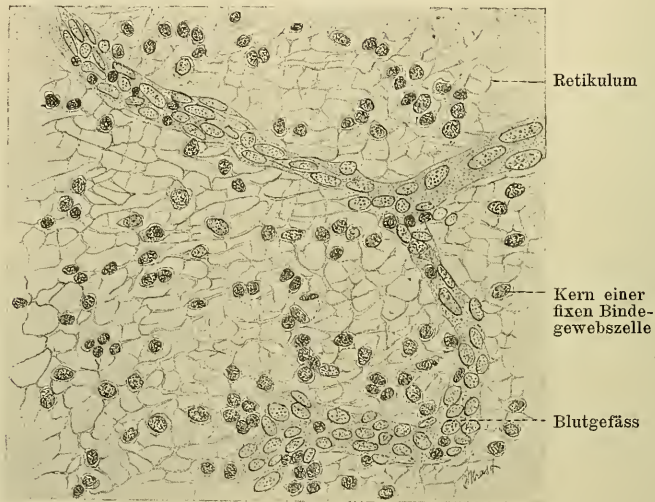 Retikulum
Kern einer
fixen Binde-
gewebszelle
Blutgefäss